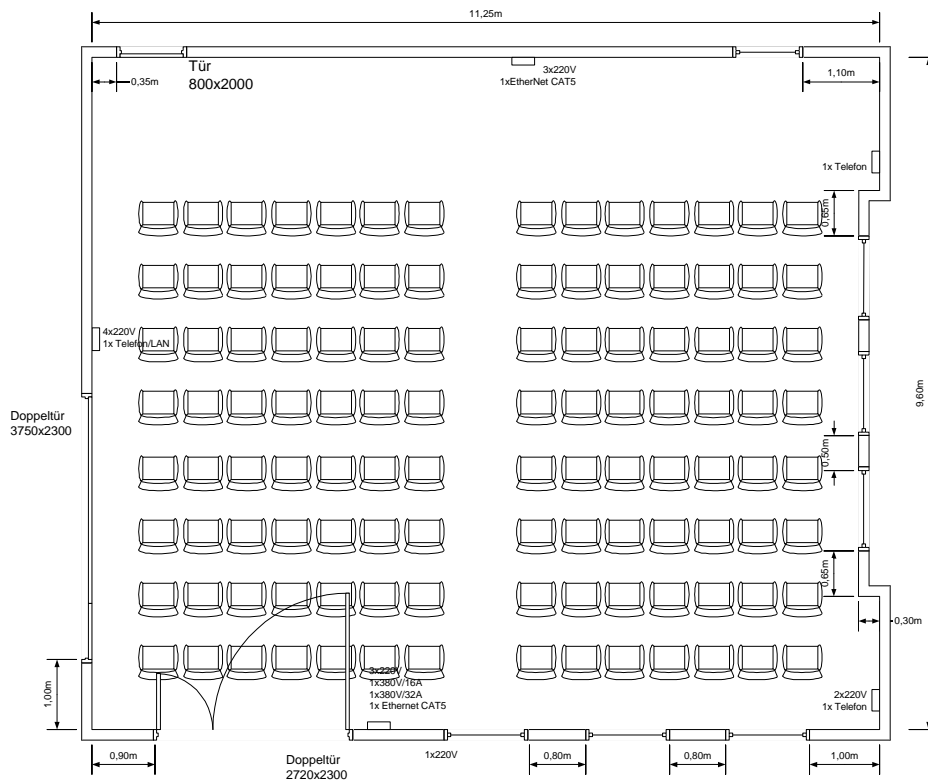 11,25m
Tür
800x2000
0,35m
3x220V
1xEtherNet CAT5
1,10m
1x Telefon
0,65m
4x220V
1x Telefon/LAN
9,60m
Doppeltür
3750x2300
0,50m
0,65m
0,30m
3x220V
1x380V/16A
1x380V/32A
1x Ethernet CAT5
1,00m
2x220V
1x Telefon
0,90m
Doppeltür
2720x2300
1x220V
0,80m
0,80m
1,00m